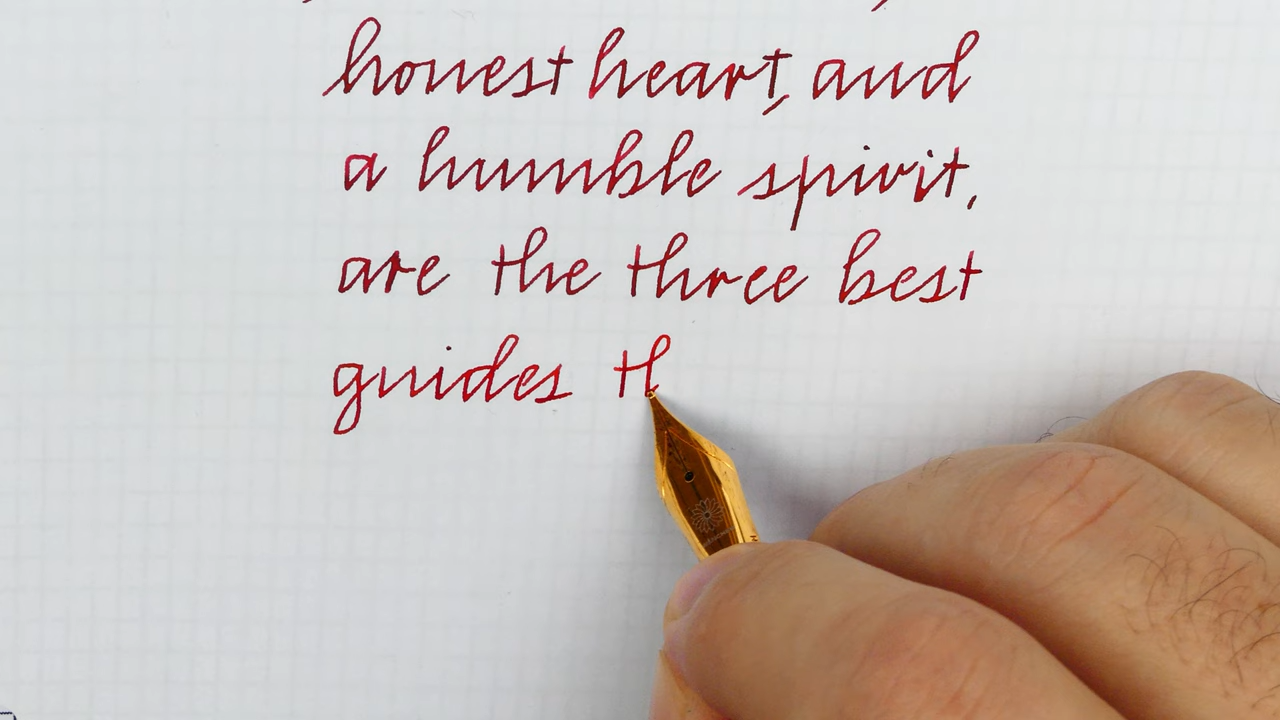 honest heart, and
a humble spirit,
are the three best
guides th